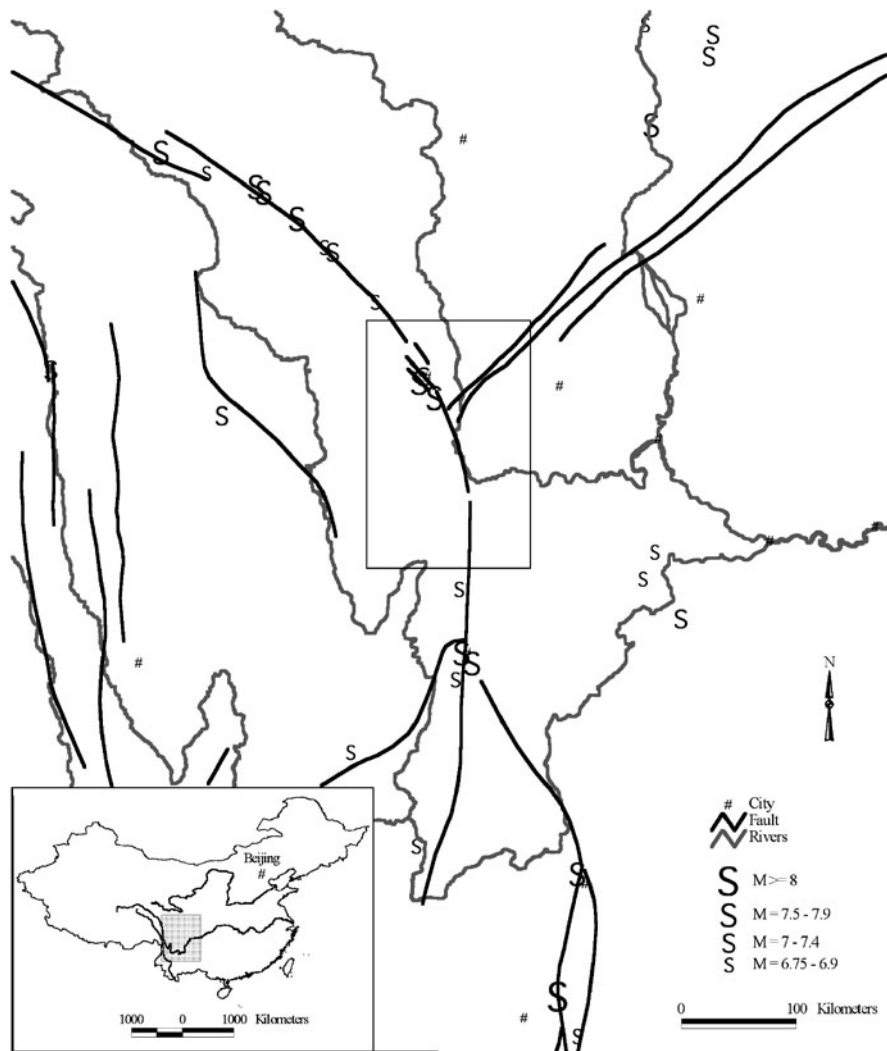 N
# City
Fault
Rivers
S M >= 8
S M = 7.5 - 7.9
S M = 7 - 7.4
S M = 6.75 - 6.9
0 100
Kilometers
Beijing
#
1000 0 1000 Kilometers